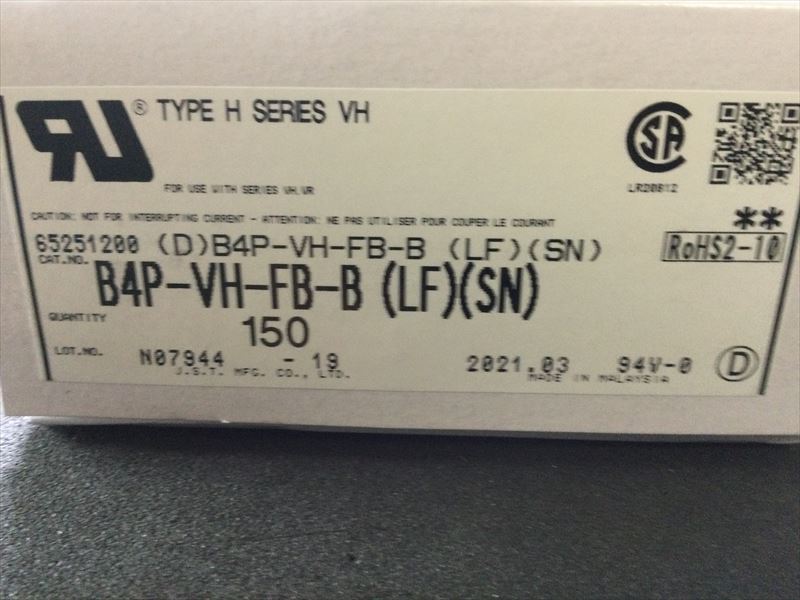 ® TYPE H SERIES VH
FOR USE WITH SERIES VH.VR
LR20812
CAUTION: NOT FOR INTERRUPTING CURRENT - ATTENTION: NE PAS UTILISER POUR COUPER LE COURANT
**
65251200 (D)B4P-VH-FB-B (LF)(SN)
RoHS2-10
CAT.NO.
B4P-VH-FB-B (LF)(SN)
QUANTITY
150
LOT.NO.
N07944 - 19
2021.03 94V-0 D
J.S.T. MFG. CO., LTD.
MADE IN MALAYSIA